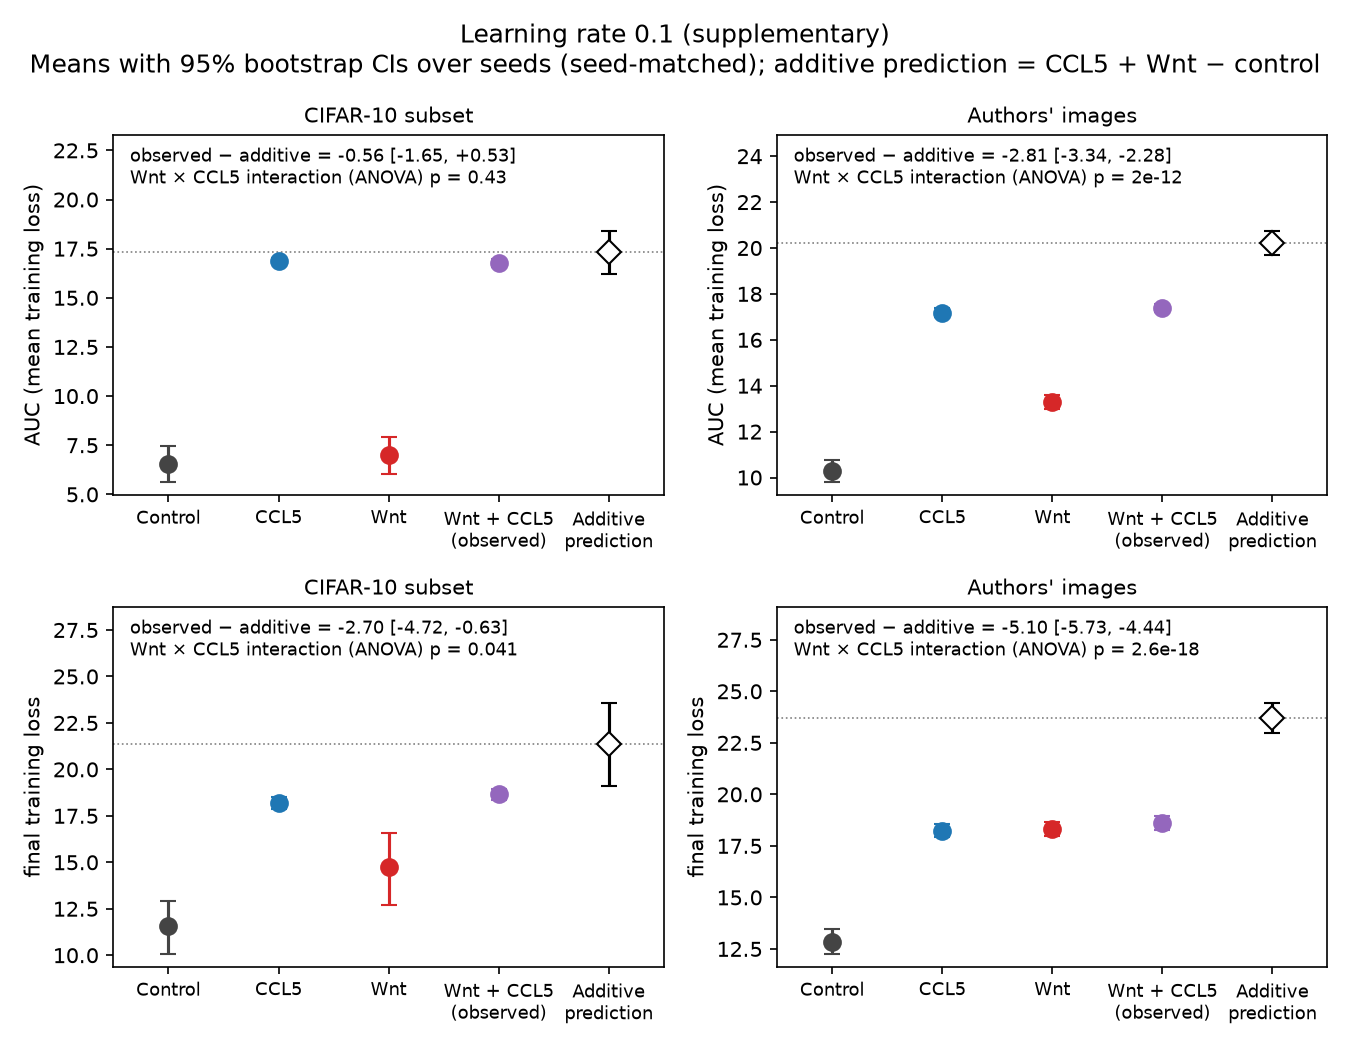 Learning rate 0.1 (supplementary)
Means with 95% bootstrap CIs over seeds (seed-matched); additive prediction = CCL5 + Wnt − control
CIFAR-10 subset
observed − additive = -0.56 [-1.65, +0.53]
Wnt × CCL5 interaction (ANOVA) p = 0.43
AUC (mean training loss)
22.5
20.0
17.5
15.0
12.5
10.0
7.5
5.0
Control
CCL5
Wnt
Wnt + CCL5
(observed)
Additive
prediction
Authors' images
observed − additive = -2.81 [-3.34, -2.28]
Wnt × CCL5 interaction (ANOVA) p = 2e-12
AUC (mean training loss)
24
22
20
18
16
14
12
10
Control
CCL5
Wnt
Wnt + CCL5
(observed)
Additive
prediction
CIFAR-10 subset
observed − additive = -2.70 [-4.72, -0.63]
Wnt × CCL5 interaction (ANOVA) p = 0.041
final training loss
27.5
25.0
22.5
20.0
17.5
15.0
12.5
10.0
Control
CCL5
Wnt
Wnt + CCL5
(observed)
Additive
prediction
Authors' images
observed − additive = -5.10 [-5.73, -4.44]
Wnt × CCL5 interaction (ANOVA) p = 2.6e-18
final training loss
27.5
25.0
22.5
20.0
17.5
15.0
12.5
Control
CCL5
Wnt
Wnt + CCL5
(observed)
Additive
prediction